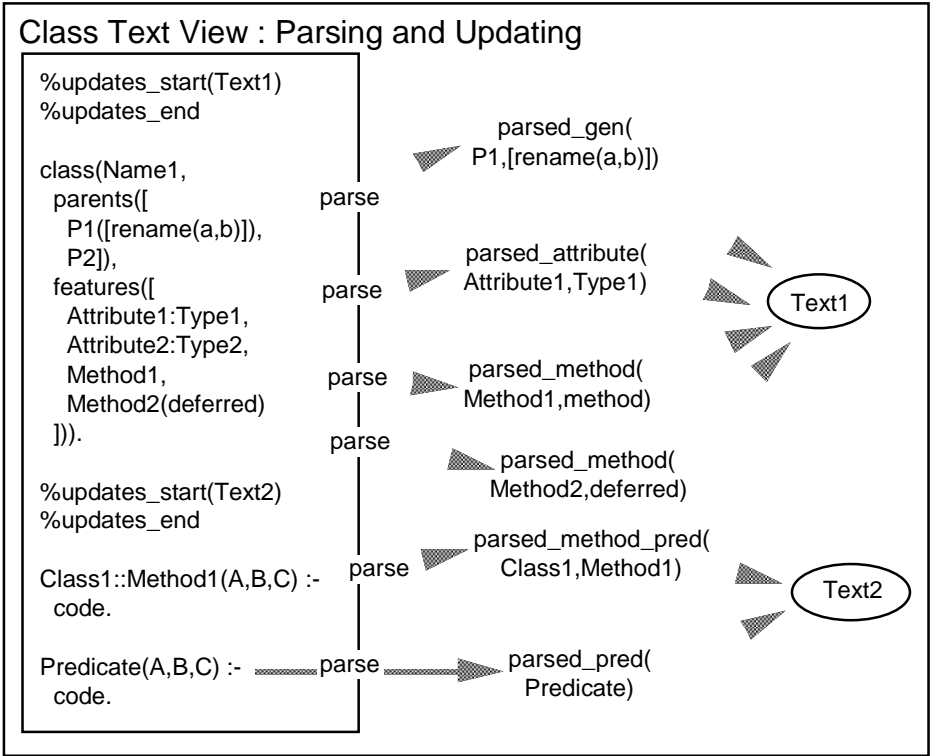 Class Text View : Parsing and Updating
%updates_start(Text1)
%updates_end
class(Name1,
parents([
P1([rename(a,b)]),
P2]),
features([
Attribute1:Type1,
Attribute2:Type2,
Method1,
Method2(deferred)
])).
%updates_start(Text2)
%updates_end
Class1::Method1(A,B,C) :-
code.
Predicate(A,B,C) :-
code.
parse
parse
parse
parse
parse
parse
parsed_gen(
P1,[rename(a,b)])
parsed_attribute(
Attribute1,Type1)
parsed_method(
Method1,method)
parsed_method(
Method2,deferred)
parsed_method_pred(
Class1,Method1)
parsed_pred(
Predicate)
Text1
Text2